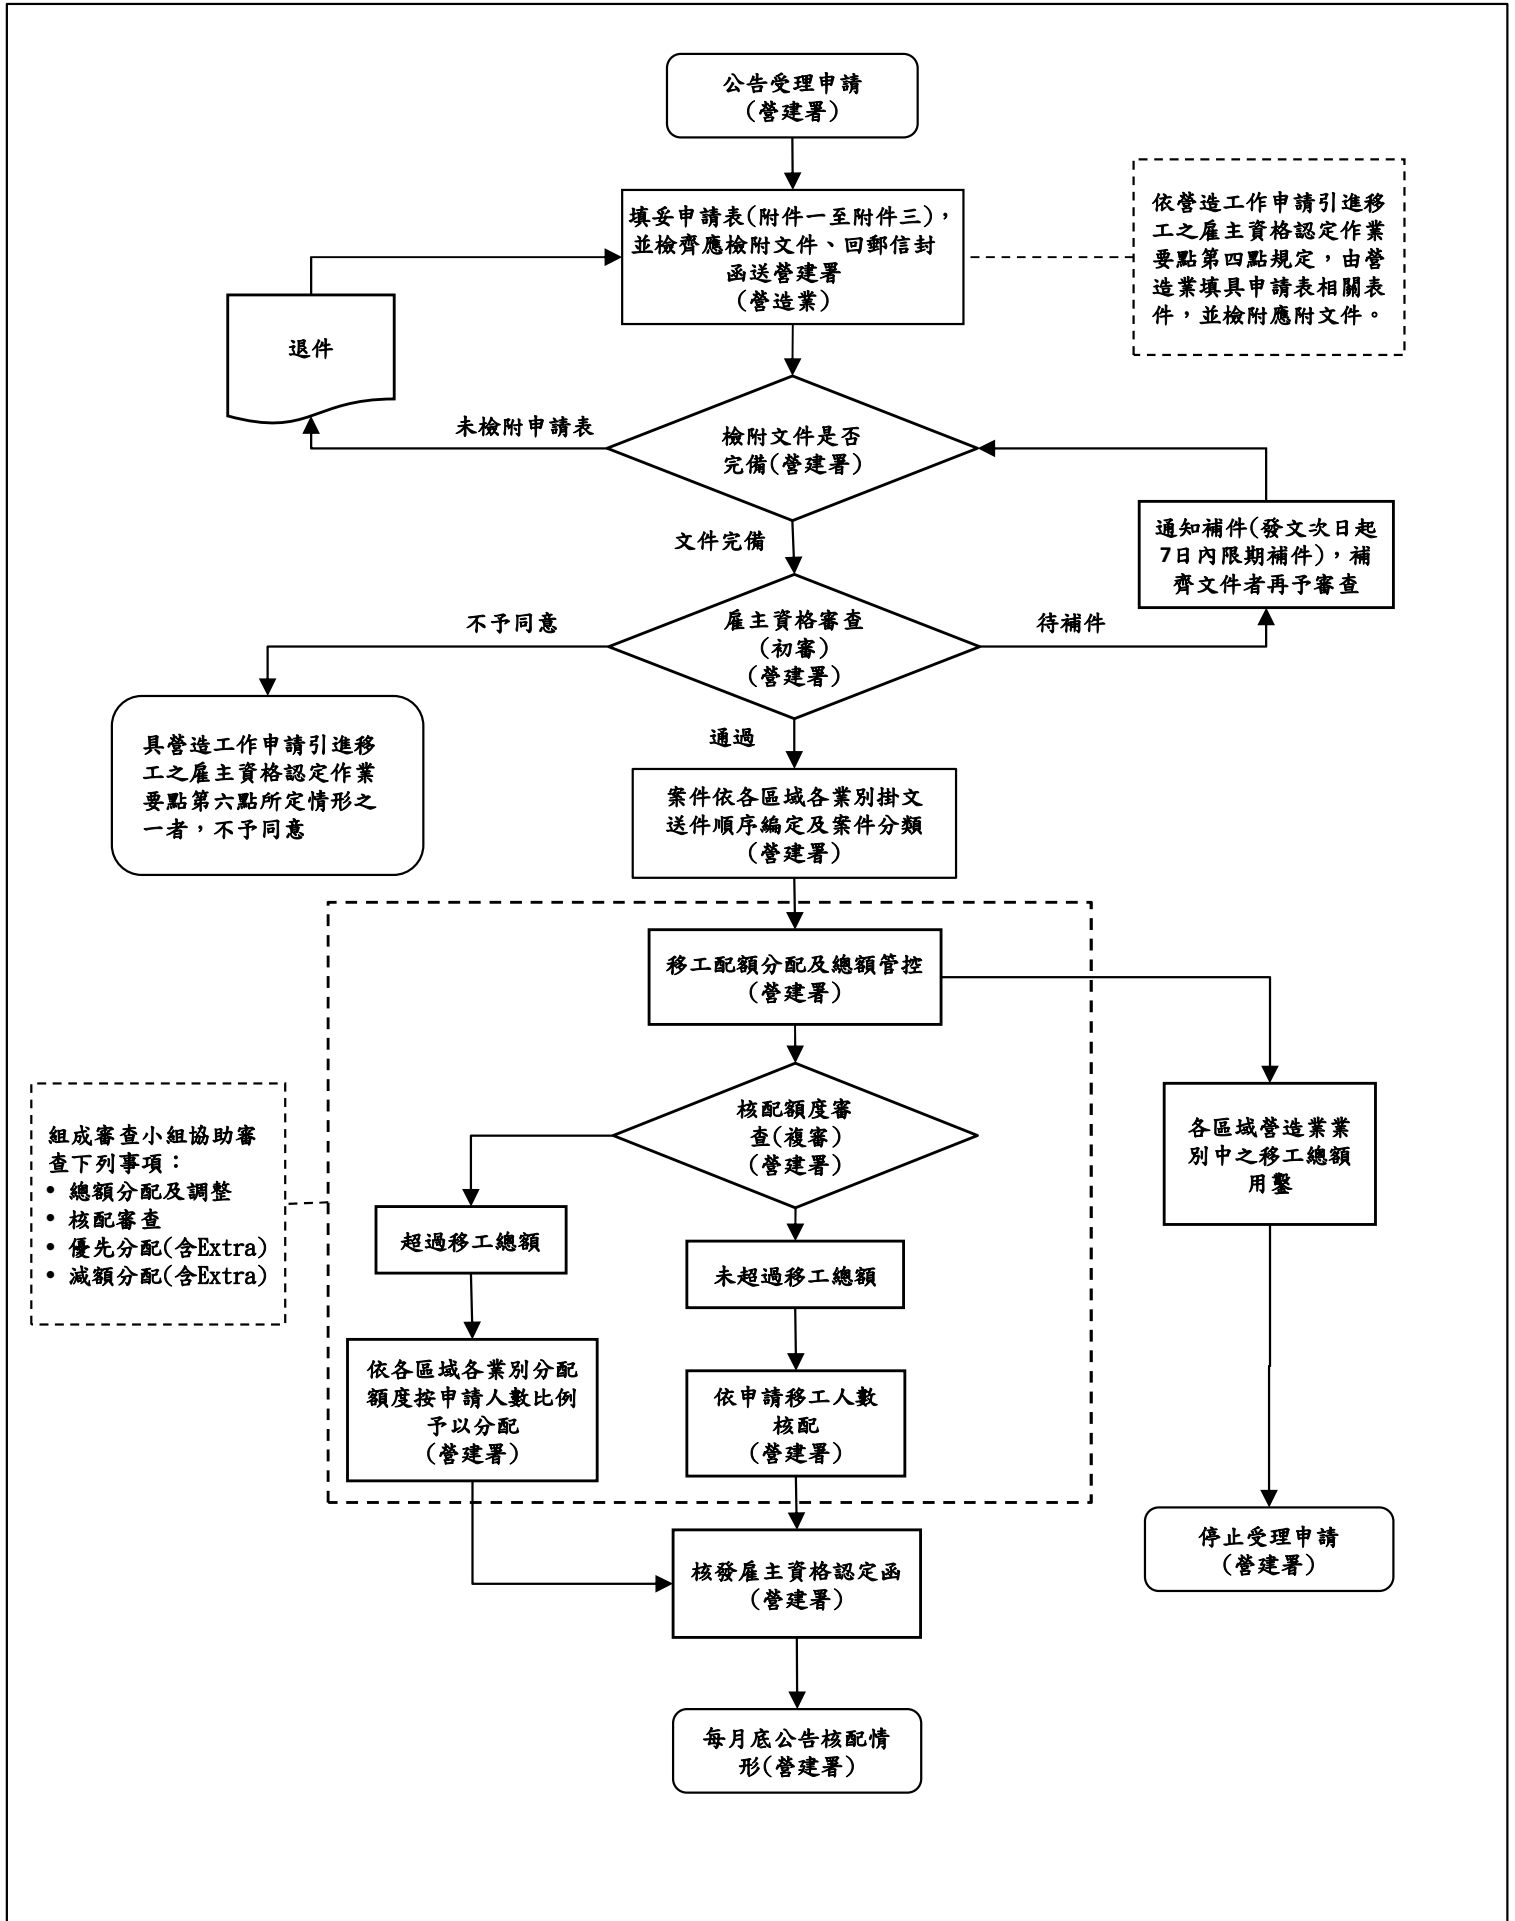 公告受理申請
(營建署)
填妥申請表(附件一至附件三),
並檢齊應檢附文件、回郵信封
函送營建署
(營造業)
依營造工作申請引進移
工之雇主資格認定作業
要點第四點規定,由營
造業填具申請表相關表
件,並檢附應附文件。
退件
未檢附申請表
檢附文件是否
完備(營建署)
文件完備
通知補件(發文次日起
7日內限期補件),補
齊文件者再予審查
不予同意
雇主資格審查
(初審)
(營建署)
待補件
通過
具營造工作申請引進移
工之雇主資格認定作業
要點第六點所定情形之
一者,不予同意
案件依各區域各業別掛文
送件順序編定及案件分類
(營建署)
移工配額分配及總額管控
(營建署)
核配額度審
查(複審)
(營建署)
組成審查小組協助審
查下列事項：
• 總額分配及調整
• 核配審查
• 優先分配(含Extra)
• 減額分配(含Extra)
各區域營造業業
別中之移工總額
用罄
超過移工總額
未超過移工總額
依各區域各業別分配
額度按申請人數比例
予以分配
(營建署)
依申請移工人數
核配
(營建署)
停止受理申請
(營建署)
核發雇主資格認定函
(營建署)
每月底公告核配情
形(營建署)